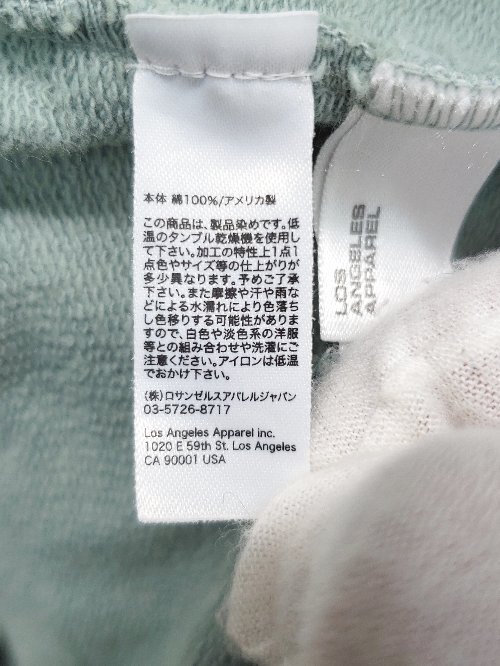 本体 綿100%/アメリカ製
この商品は、製品染めです。低
温のタンブル乾燥機を使用し
て下さい。加工の特性上1点1
点色やサイズ等の仕上がりが
多少異なります。予めご了承
下さい。また摩擦や汗や雨な
どによる水濡れにより色落ち
し色移りする可能性がありま
すので、白色や淡色系の洋服
等との組み合わせや洗濯にご
注意ください。アイロンは低温
でおかけ下さい。
(株)ロサンゼルスアパレルジャパン
03-5726-8717
Los Angeles Apparel inc.
1020 E 59th St. Los Angeles
CA 90001 USA
LOS
ANGELES
APPAREL